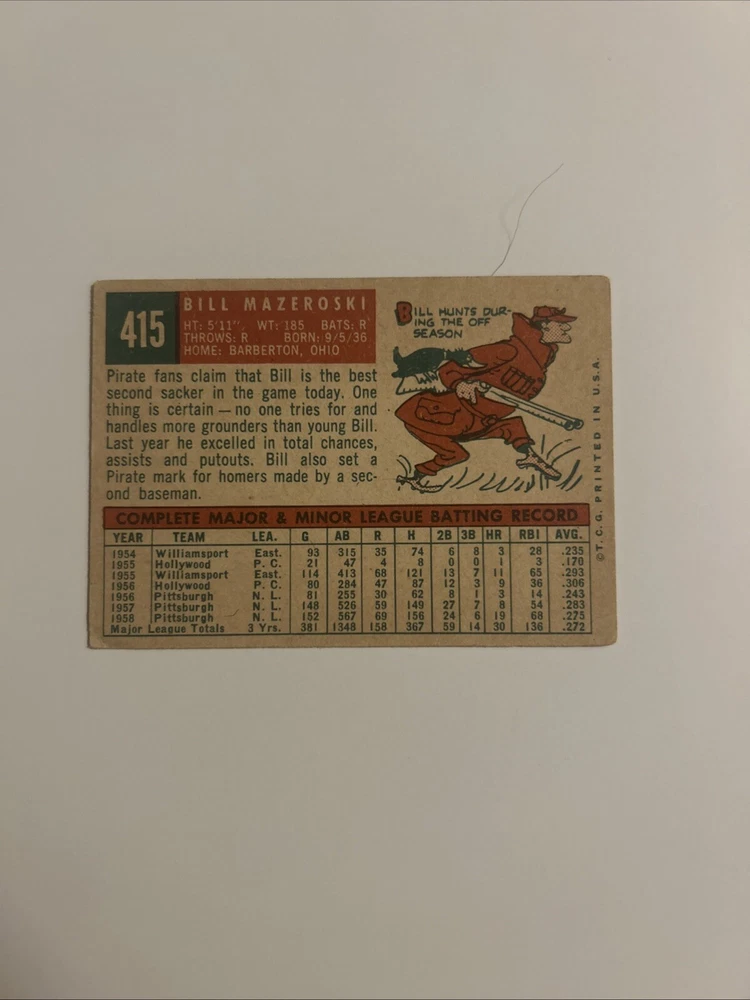 415
BILL MAZEROSKI
HT: 5'11". WT: 185 BATS: R
THROWS: R BORN: 9/5/36
HOME: BARBERTON, OHIO
BILL HUNTS DUR-
ING THE OFF
SEASON
Pirate fans claim that Bill is the best
second sacker in the game today. One
thing is certain — no one tries for and
handles more grounders than young Bill.
Last year he excelled in total chances,
assists and putouts. Bill also set a
Pirate mark for homers made by a sec-
ond baseman.
COMPLETE MAJOR & MINOR LEAGUE BATTING RECORD
YEAR TEAM LEA. G AB R H 2B 3B HR RBI AVG.
1954 Williamsport East. 93 315 35 74 6 8 3 28 .235
1955 Hollywood P. C. 21 47 4 8 0 0 1 3 .170
1955 Williamsport East. 114 413 68 121 13 7 11 65 .293
1956 Hollywood P. C. 80 284 47 87 12 3 9 36 .306
1956 Pittsburgh N. L. 81 255 30 62 8 1 3 14 .243
1957 Pittsburgh N. L. 148 526 59 149 27 7 8 54 .283
1958 Pittsburgh N. L. 152 567 69 156 24 6 19 68 .275
Major League Totals 3 Yrs. 381 1348 158 367 59 14 30 136 .272
©T.C.G. PRINTED IN U.S.A.